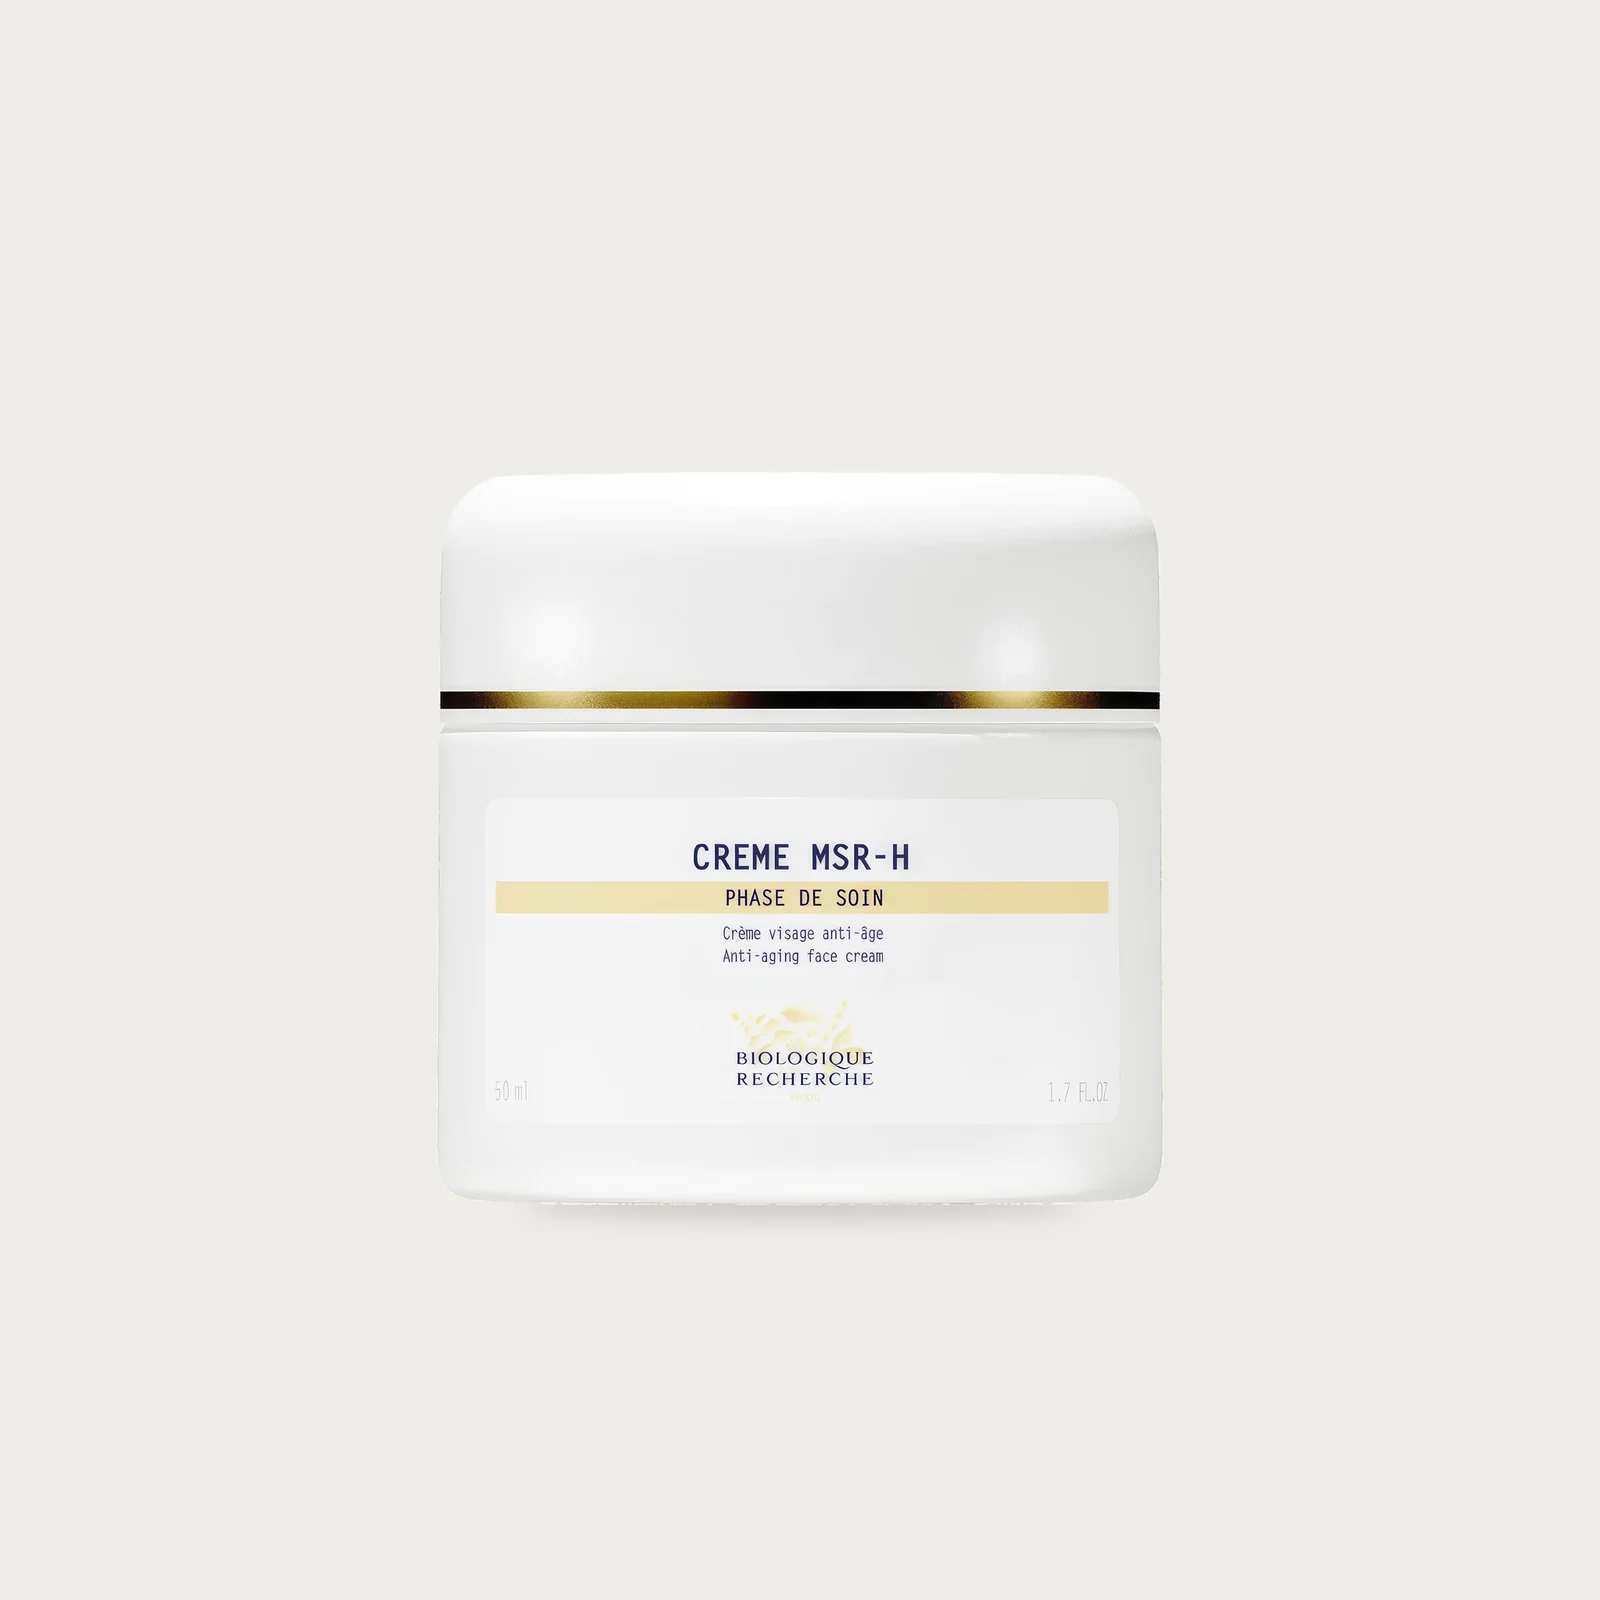 CREME MSR-H
PHASE DE SOIN
Crème visage anti-âge
Anti-aging face cream
BIOLOGIQUE
RECHERCHE
50 ml
1.7 FL.OZ